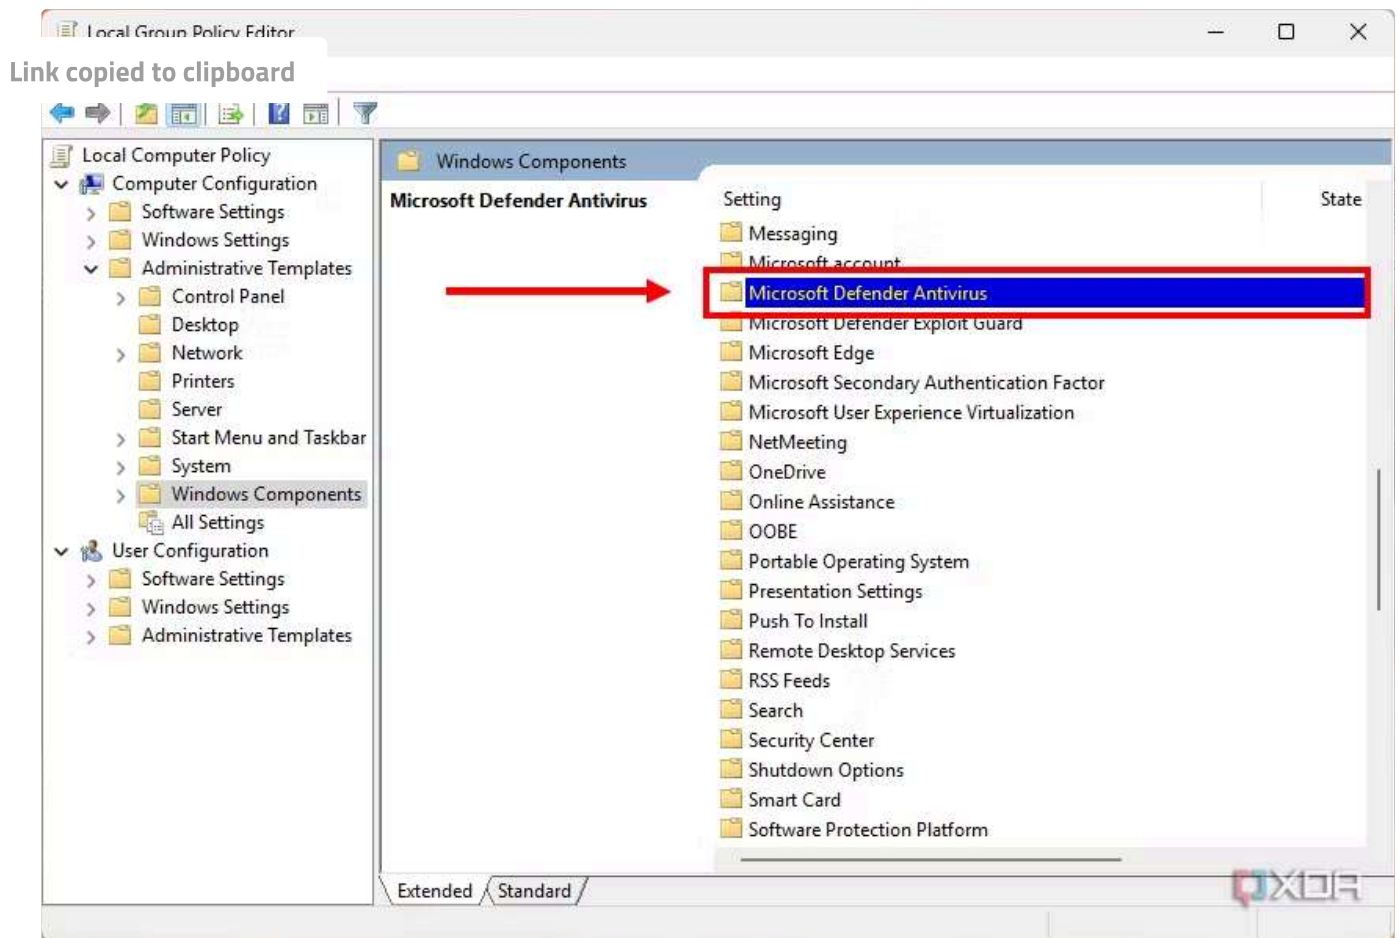 Local Group Policy Editor
Link copied to clipboard
Local Computer Policy
Computer Configuration
Software Settings
Windows Settings
Administrative Templates
Control Panel
Desktop
Network
Printers
Server
Start Menu and Taskbar
System
Windows Components
All Settings
User Configuration
Software Settings
Windows Settings
Administrative Templates
Windows Components
Microsoft Defender Antivirus
Setting State
Messaging
Microsoft account
Microsoft Defender Antivirus
Microsoft Defender Exploit Guard
Microsoft Edge
Microsoft Secondary Authentication Factor
Microsoft User Experience Virtualization
NetMeeting
OneDrive
Online Assistance
OOBE
Portable Operating System
Presentation Settings
Push To Install
Remote Desktop Services
RSS Feeds
Search
Security Center
Shutdown Options
Smart Card
Software Protection Platform
Extended Standard
XDA